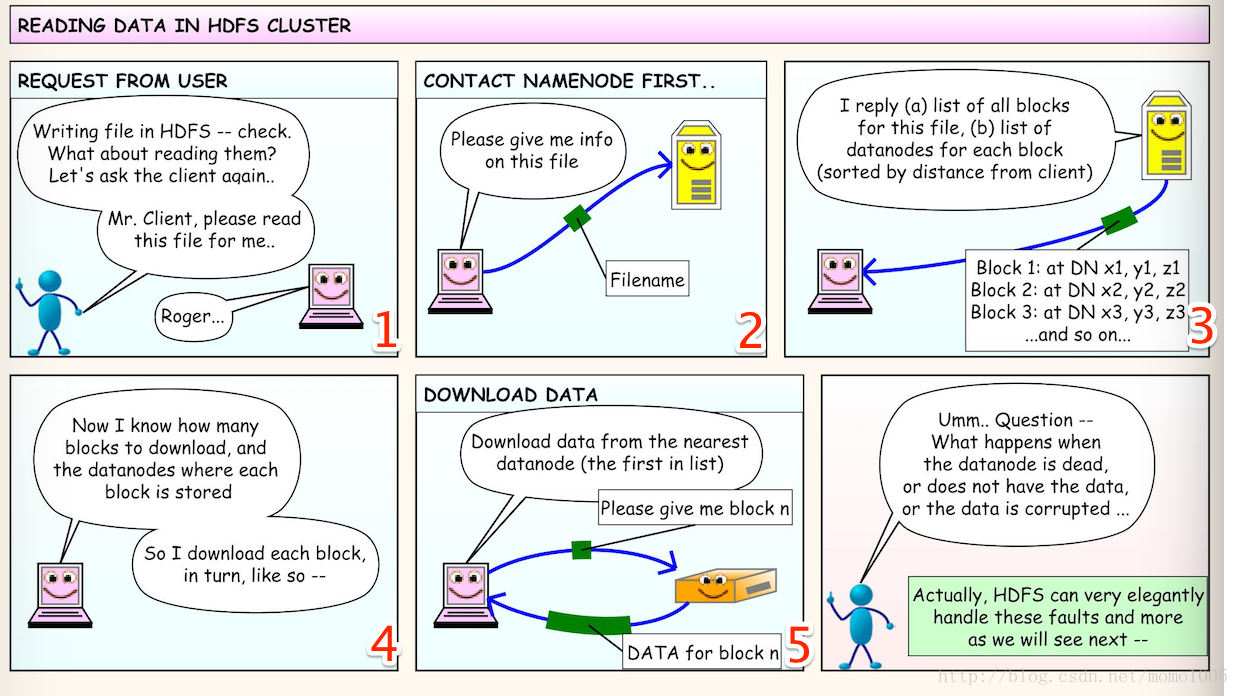 READING DATA IN HDFS CLUSTER
REQUEST FROM USER
Writing file in HDFS -- check.
What about reading them?
Let's ask the client again..
Mr. Client, please read
this file for me..
Roger...
1
CONTACT NAMENODE FIRST..
Please give me info
on this file
Filename
2
I reply (a) list of all blocks
for this file, (b) list of
datanodes for each block
(sorted by distance from client)
Block 1: at DN x1, y1, z1
Block 2: at DN x2, y2, z2
Block 3: at DN x3, y3, z3
...and so on...
3
Now I know how many
blocks to download, and
the datanodes where each
block is stored
So I download each block,
in turn, like so --
4
DOWNLOAD DATA
Download data from the nearest
datanode (the first in list)
Please give me block n
DATA for block n
5
Umm.. Question --
What happens when
the datanode is dead,
or does not have the data,
or the data is corrupted ...
Actually, HDFS can very elegantly
handle these faults and more
as we will see next --
http://blog.csdn.net/momo1005